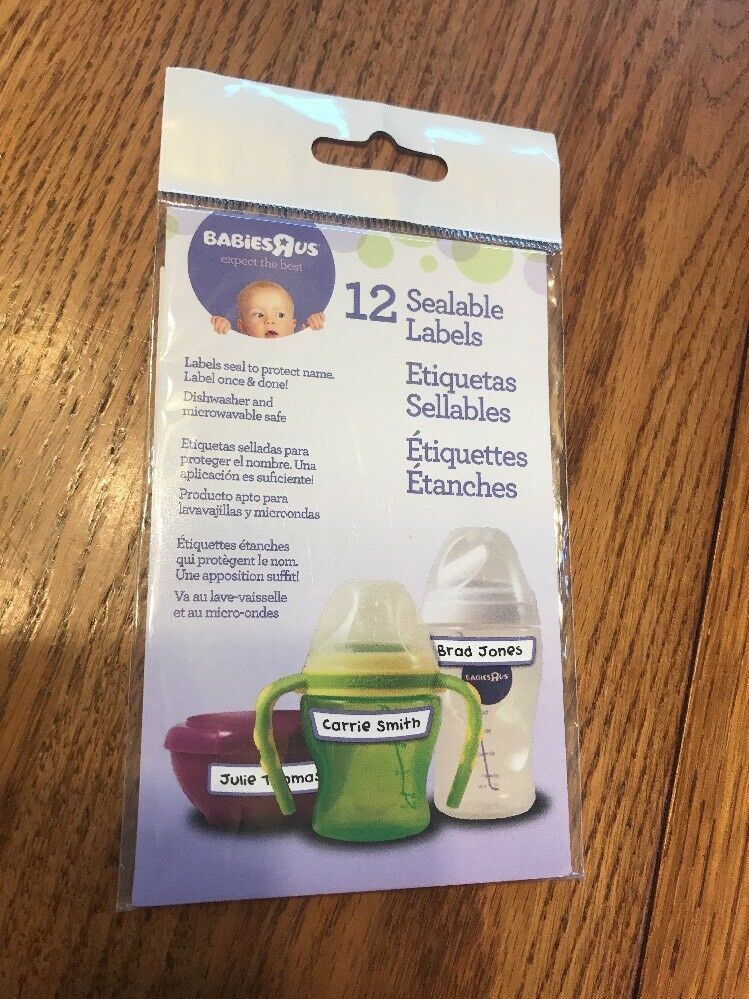 BABIESRUS
expect the best
12 Sealable
Labels
Etiquetas
Sellables
Étiquettes
Étanches
Labels seal to protect name.
Label once & done!
Dishwasher and
microwavable safe
Etiquetas selladas para
proteger el nombre. Una
aplicación es suficiente!
Producto apto para
lavavajillas y microondas
Étiquettes étanches
qui protègent le nom.
Une apposition suffit!
Va au lave-vaisselle
et au micro-ondes
Brad Jones
BABIESRUS
Carrie Smith
Julie Thomas